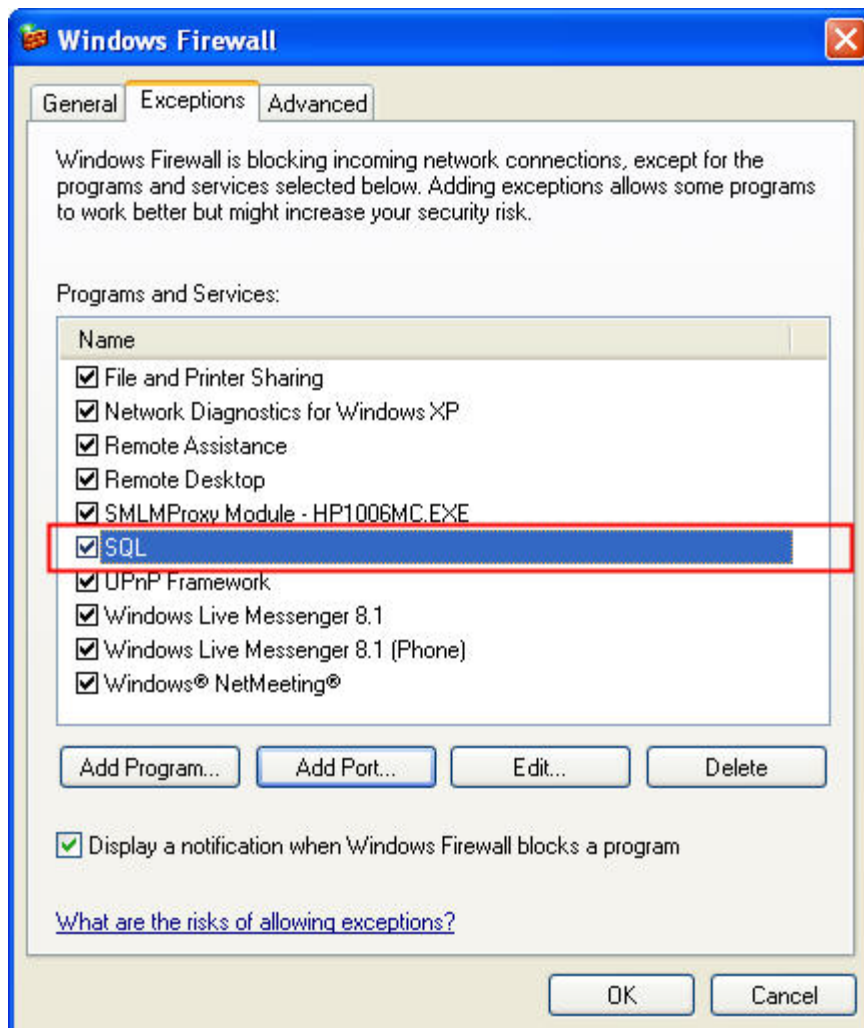 Windows Firewall
General Exceptions Advanced
Windows Firewall is blocking incoming network connections, except for the
programs and services selected below. Adding exceptions allows some programs
to work better but might increase your security risk.
Programs and Services:
Name
File and Printer Sharing
Network Diagnostics for Windows XP
Remote Assistance
Remote Desktop
SMLMProxy Module - HP1006MC.EXE
SQL
UPnP Framework
Windows Live Messenger 8.1
Windows Live Messenger 8.1 (Phone)
Windows® NetMeeting®
Add Program... Add Port... Edit... Delete
Display a notification when Windows Firewall blocks a program
What are the risks of allowing exceptions?
OK Cancel